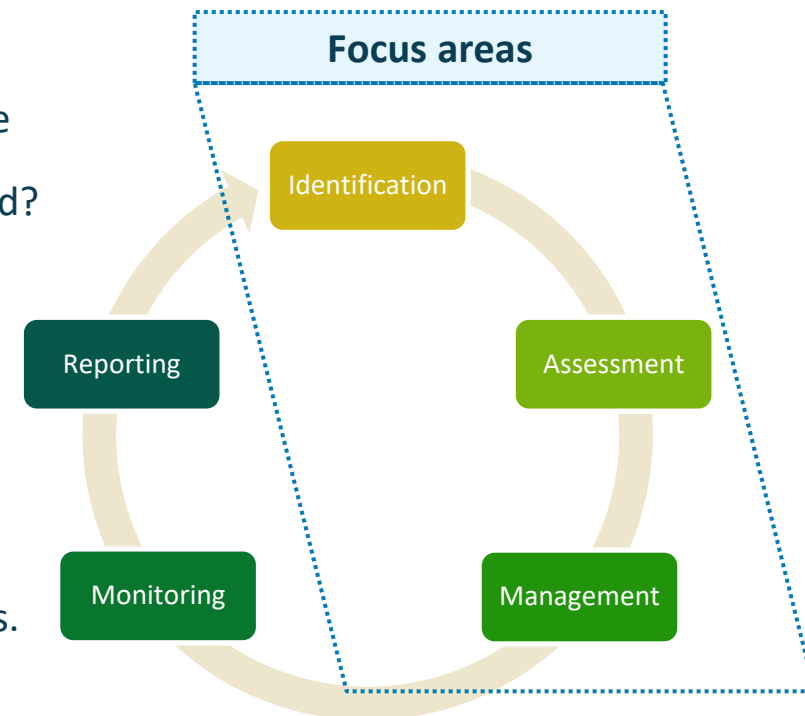 Focus areas
Identification
d?
Reporting
Assessment
Monitoring
Management
s.